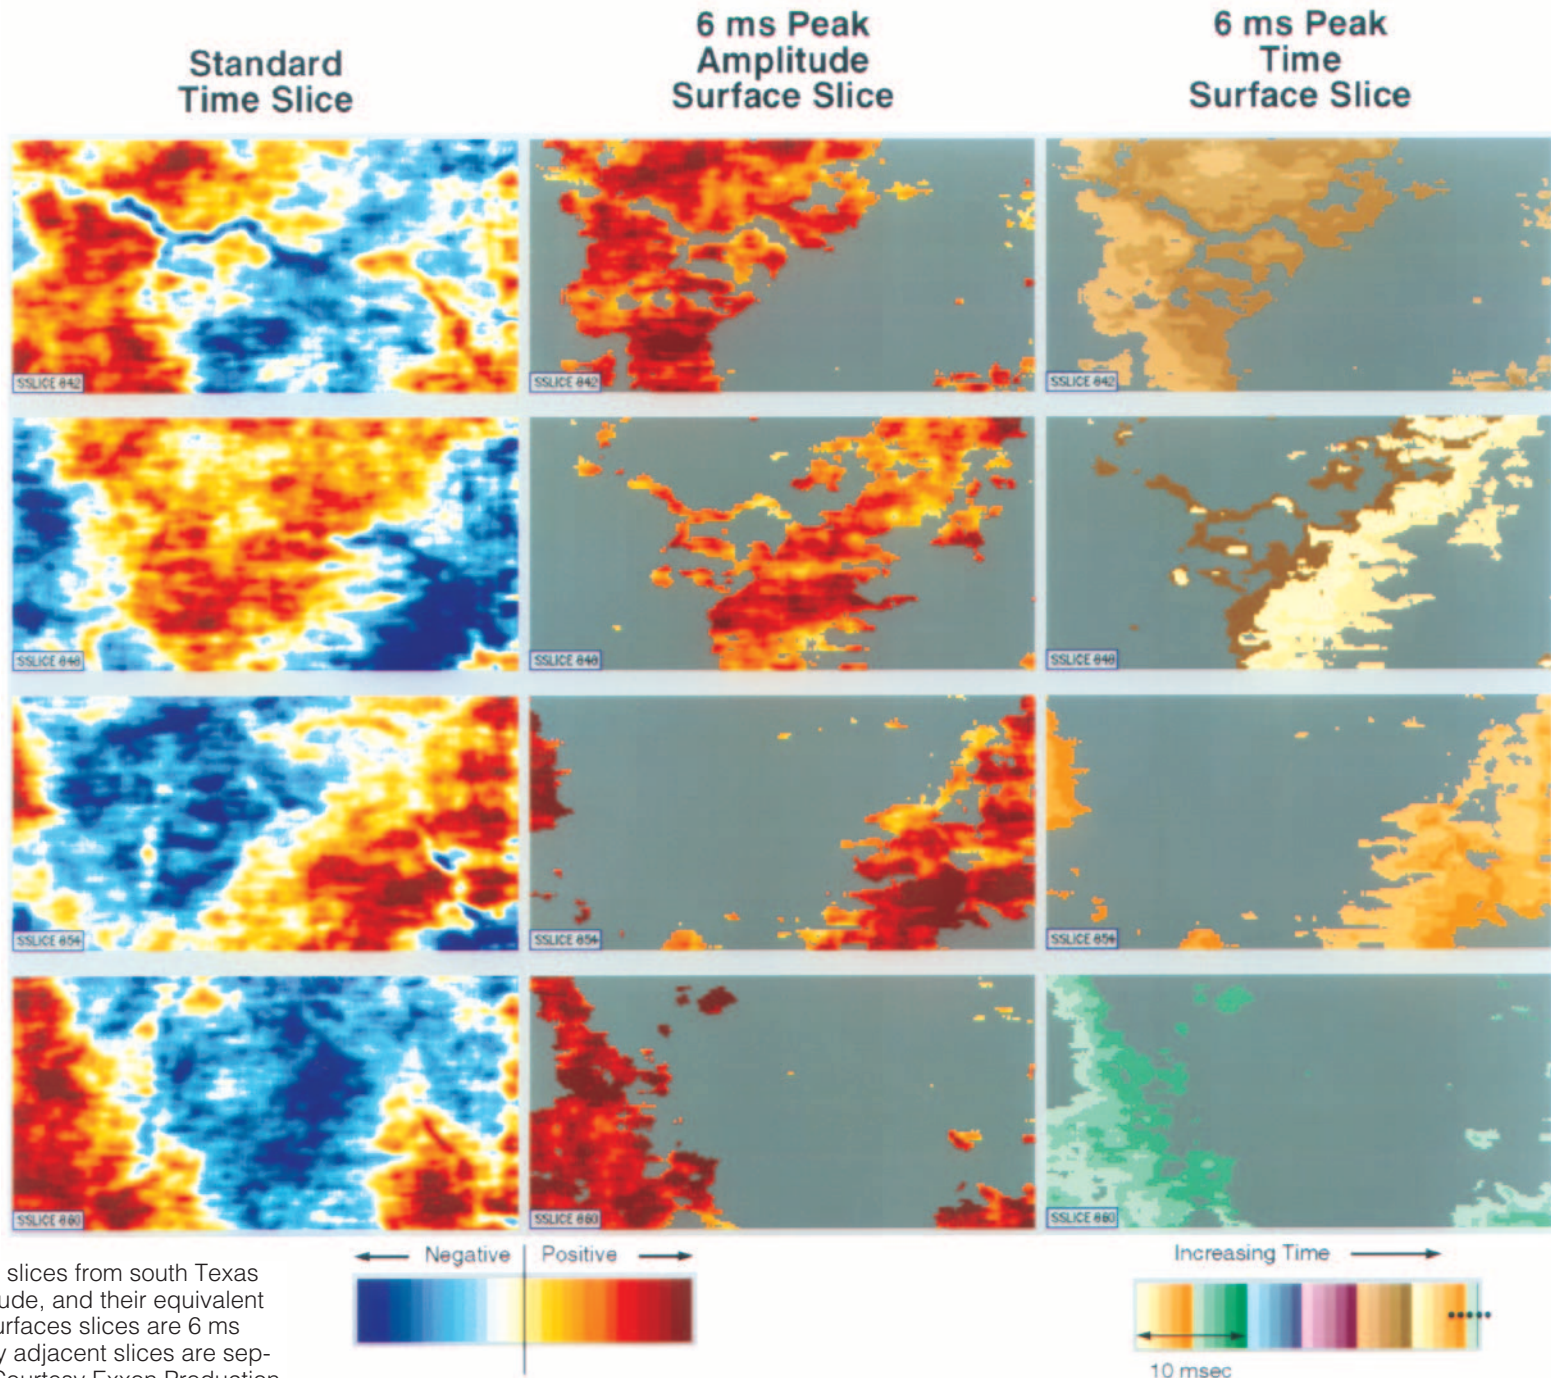 Standard
Time Slice
6 ms Peak
Amplitude
Surface Slice
6 ms Peak
Time
Surface Slice
SSLICE 842
SSLICE 842
SSLICE 842
SSLICE 848
SSLICE 848
SSLICE 848
SSLICE 854
SSLICE 854
SSLICE 854
SSLICE 860
SSLICE 860
SSLICE 860
Negative
Positive
Increasing Time
10 msec
slices from south Texas
ude, and their equivalent
urfaces slices are 6 ms
y adjacent slices are sep-
Courtesy Exxon Production